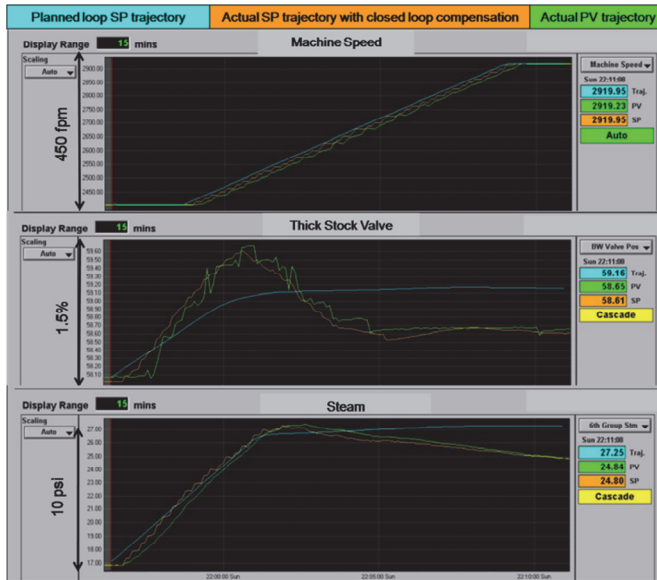 Planned loop SP trajectory
Actual SP trajectory with closed loop compensation
Actual PV trajectory
Display Range 15 mins
Machine Speed
Scaling
Auto
450 fpm
2900.00
2850.00
2800.00
2750.00
2700.00
2650.00
2600.00
2550.00
2500.00
2450.00
Machine Speed
Sun 22:11:08
2919.95 Traj.
2919.23 PV
2919.95 SP
Auto
Display Range 15 mins
Thick Stock Valve
Scaling
Auto
1.5%
59.60
59.50
59.40
59.30
59.20
59.10
59.00
58.90
58.80
58.70
58.60
58.50
58.40
58.30
58.20
58.10
BW Valve Pos
Sun 22:11:08
59.16 Traj.
58.65 PV
58.61 SP
Cascade
Display Range 15 mins
Steam
Scaling
Auto
10 psi
27.00
26.00
25.00
24.00
23.00
22.00
21.00
20.00
19.00
18.00
17.00
6th Group Stm
Sun 22:11:08
27.25 Traj.
24.84 PV
24.80 SP
Cascade
22:00:00 Sun
22:05:00 Sun
22:10:00 Sun